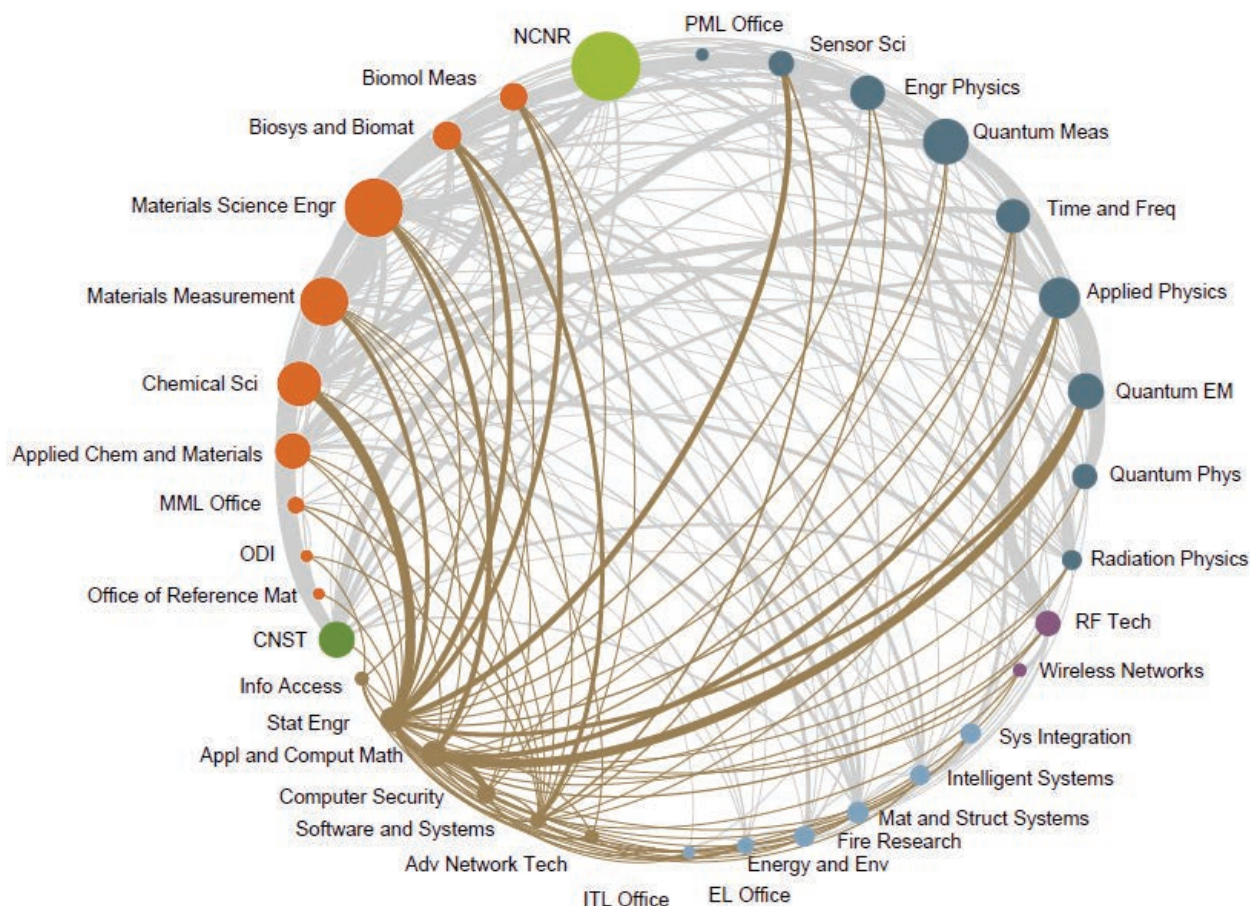 NCNR
PML Office
Sensor Sci
Biomol Meas
Engr Physics
Biosys and Biomat
Quantum Meas
Materials Science Engr
Time and Freq
Materials Measurement
Applied Physics
Chemical Sci
Quantum EM
Applied Chem and Materials
Quantum Phys
MML Office
ODI
Radiation Physics
Office of Reference Mat
RF Tech
CNST
Wireless Networks
Info Access
Stat Engr
Sys Integration
Appl and Comput Math
Intelligent Systems
Computer Security
Mat and Struct Systems
Software and Systems
Fire Research
Adv Network Tech
Energy and Env
ITL Office
EL Office